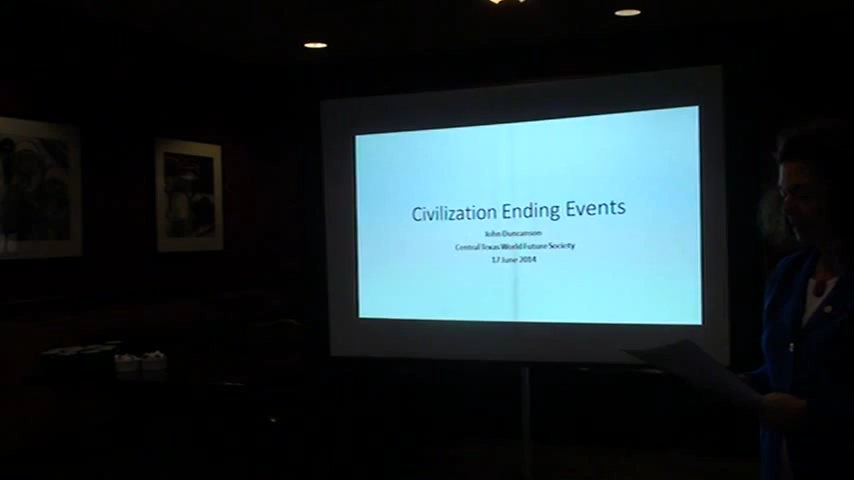 Civilization Ending Events
John Duncanson
Central Texas World Future Society
17 June 2014